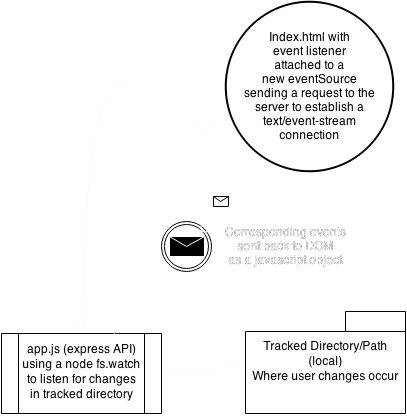 Index.html with
event listener
attached to a
new eventSource
sending a request to the
server to establish a
text/event-stream
connection
Corresponding events
sent back to DOM
as a javascript object
app.js (express API)
using a node fs.watch
to listen for changes
in tracked directory
Tracked Directory/Path
(local)
Where user changes occur